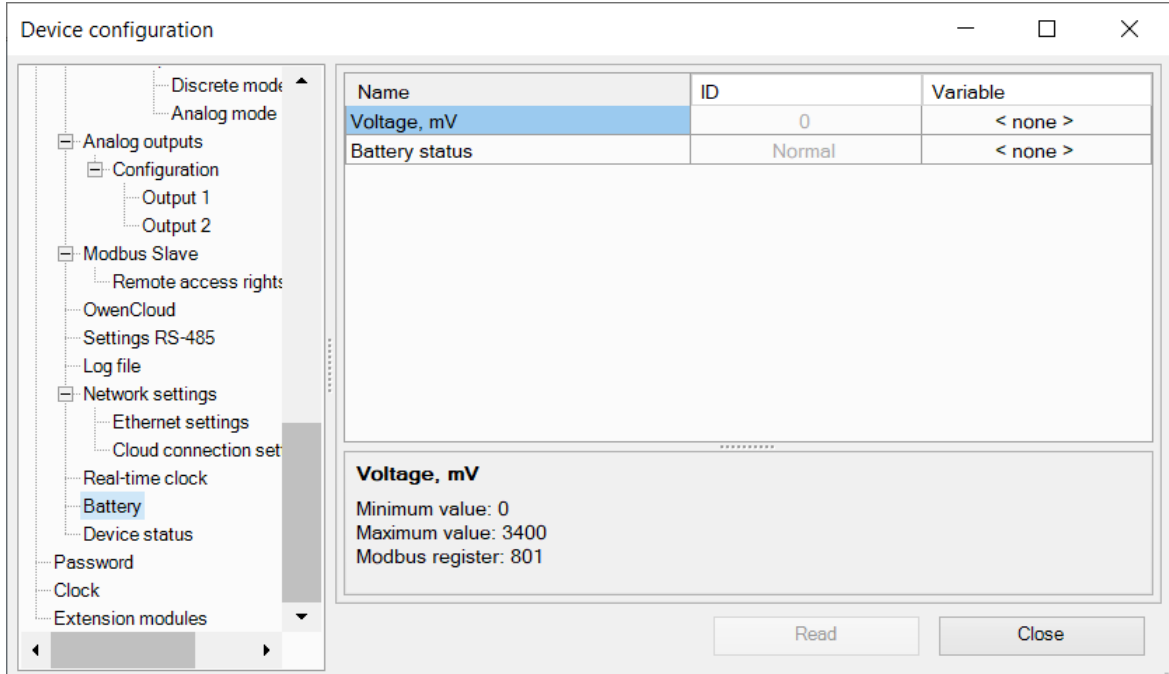 Device configuration
Discrete mode
Analog mode
Analog outputs
Configuration
Output 1
Output 2
Modbus Slave
Remote access rights
OwenCloud
Settings RS-485
Log file
Network settings
Ethernet settings
Cloud connection set
Real-time clock
Battery
Device status
Password
Clock
Extension modules
Name ID Variable
Voltage, mV 0 < none >
Battery status Normal < none >
Voltage, mV
Minimum value: 0
Maximum value: 3400
Modbus register: 801
Read Close